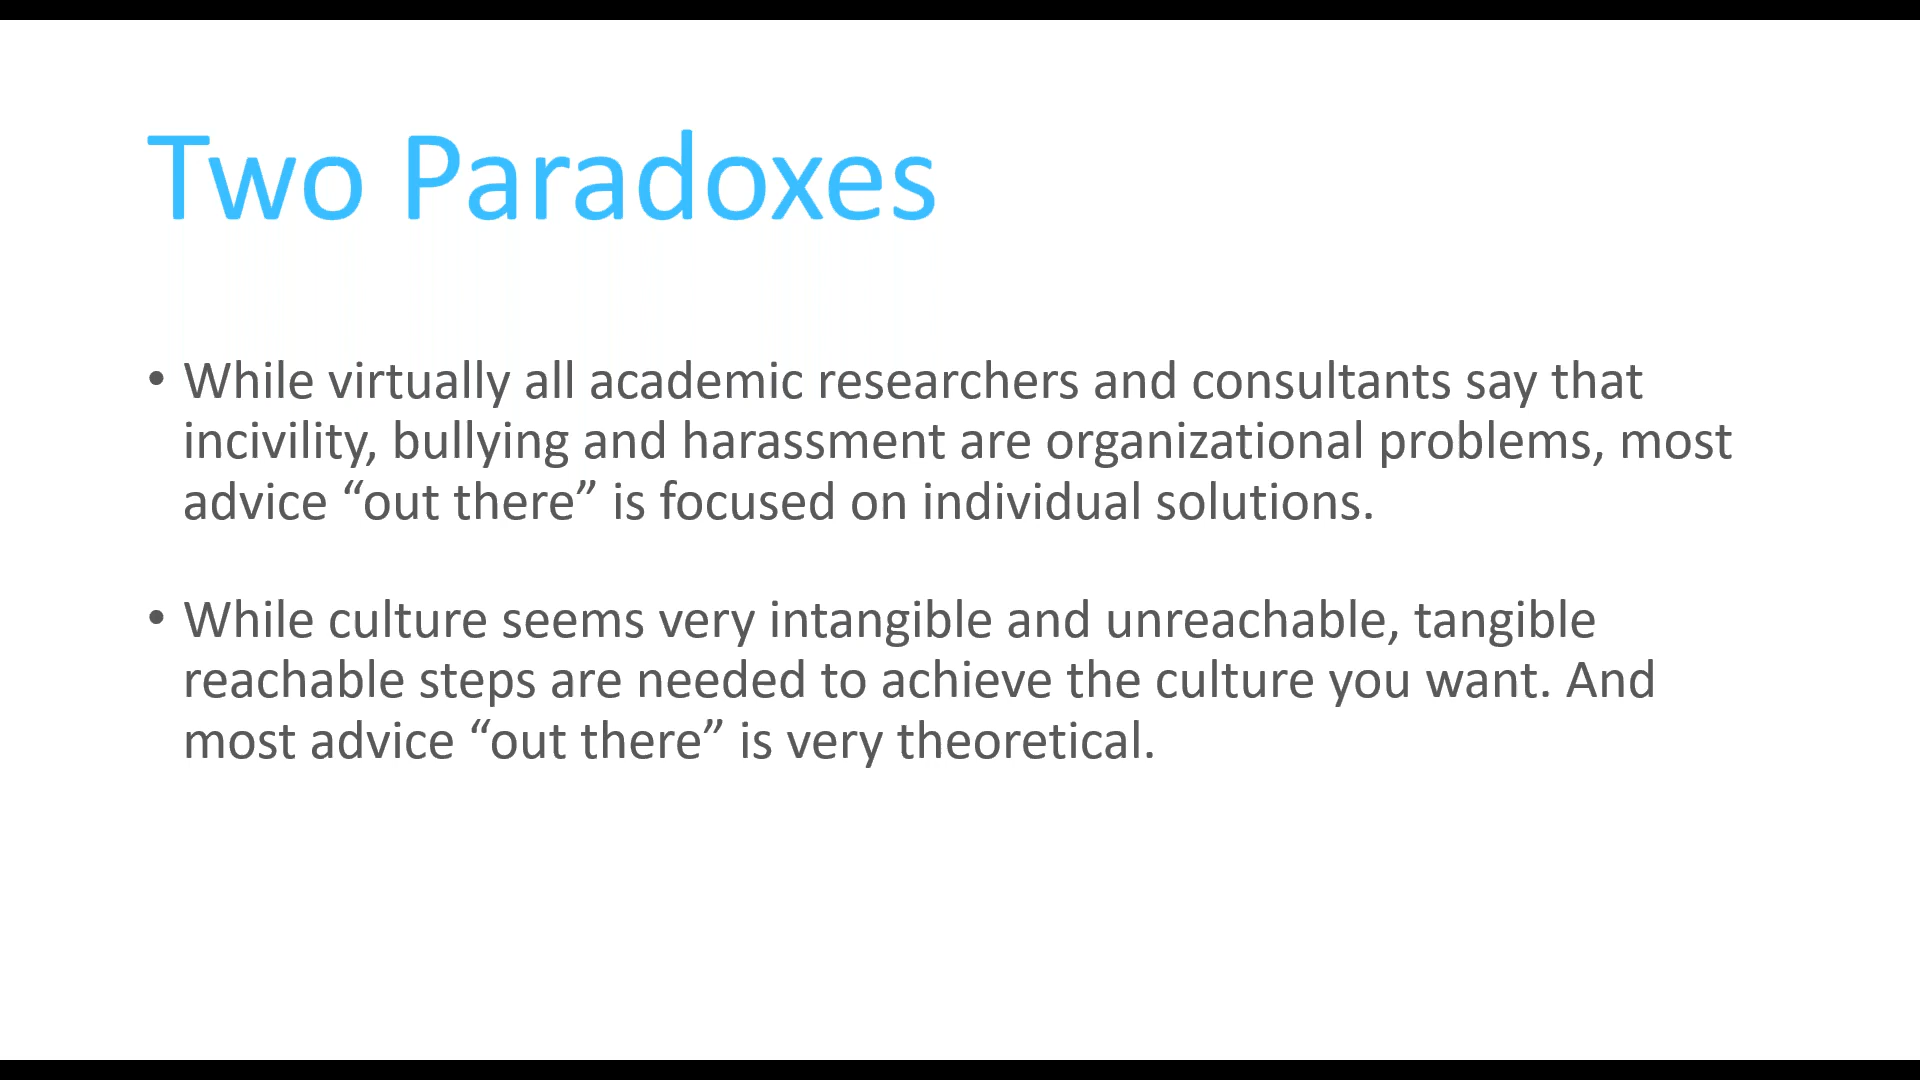 Two Paradoxes
• While virtually all academic researchers and consultants say that
incivility, bullying and harassment are organizational problems, most
advice “out there” is focused on individual solutions.
• While culture seems very intangible and unreachable, tangible
reachable steps are needed to achieve the culture you want. And
most advice “out there” is very theoretical.